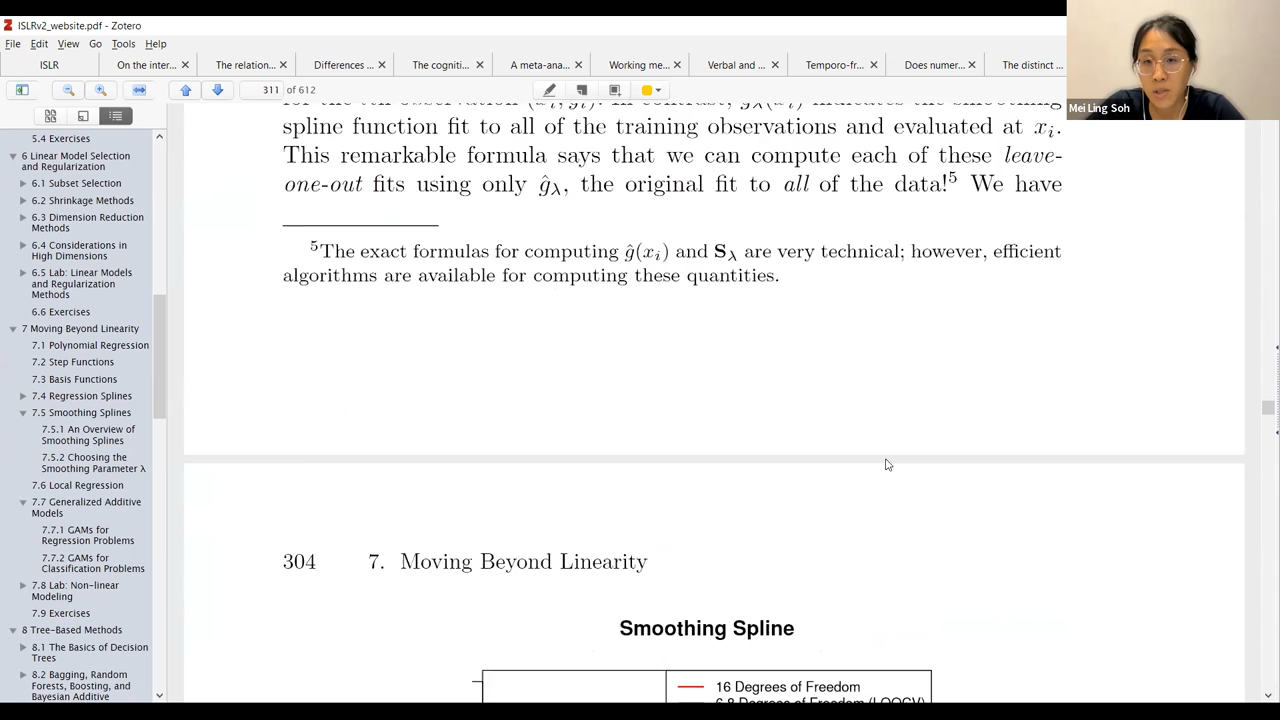 ISLRv2_website.pdf - Zotero
File Edit View Go Tools Help
ISLR
On the inter...
The relation...
Differences ...
The cogniti...
A meta-ana...
Working me...
Verbal and ...
Temporo-fr...
Does numer...
The distinct ...
311 of 612
Mei Ling Soh
5.4 Exercises
6 Linear Model Selection
and Regularization
6.1 Subset Selection
6.2 Shrinkage Methods
6.3 Dimension Reduction
Methods
6.4 Considerations in
High Dimensions
6.5 Lab: Linear Models
and Regularization
Methods
6.6 Exercises
7 Moving Beyond Linearity
7.1 Polynomial Regression
7.2 Step Functions
7.3 Basis Functions
7.4 Regression Splines
7.5 Smoothing Splines
7.5.1 An Overview of
Smoothing Splines
7.5.2 Choosing the
Smoothing Parameter λ
7.6 Local Regression
7.7 Generalized Additive
Models
7.7.1 GAMs for
Regression Problems
7.7.2 GAMs for
Classification Problems
7.8 Lab: Non-linear
Modeling
7.9 Exercises
8 Tree-Based Methods
8.1 The Basics of Decision
Trees
8.2 Bagging, Random
Forests, Boosting, and
Bayesian Additive
spline function fit to all of the training observations and evaluated at xᵢ.
This remarkable formula says that we can compute each of these leave-
one-out fits using only ĝλ, the original fit to all of the data!⁵ We have
⁵The exact formulas for computing ĝ(xᵢ) and Sλ are very technical; however, efficient
algorithms are available for computing these quantities.
304 7. Moving Beyond Linearity
Smoothing Spline
16 Degrees of Freedom
6.8 Degrees of Freedom (LOOCV)